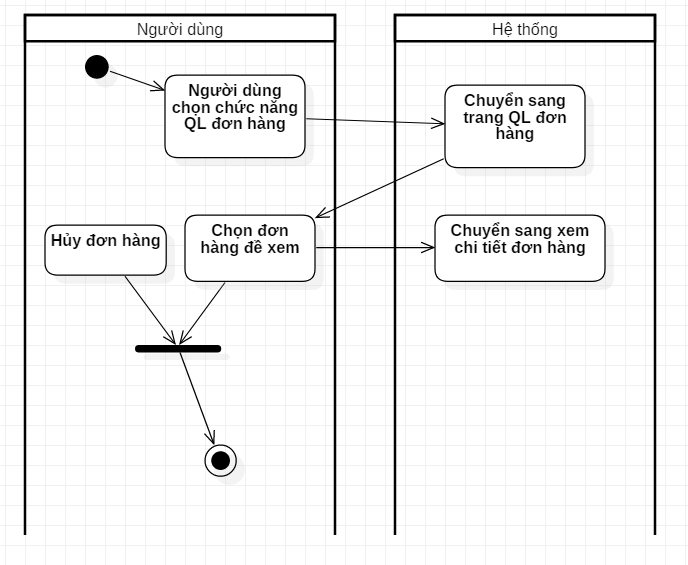 Người dùng
Hệ thống
Người dùng
chọn chức năng
QL đơn hàng
Chuyển sang
trang QL đơn
hàng
Hủy đơn hàng
Chọn đơn
hàng đề xem
Chuyển sang xem
chi tiết đơn hàng